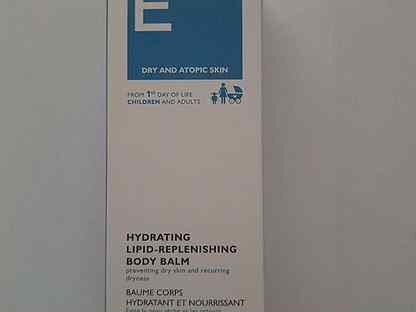 E
DRY AND ATOPIC SKIN
FROM 1ST DAY OF LIFE
CHILDREN AND ADULTS
HYDRATING
LIPID-REPLENISHING
BODY BALM
preventing dry skin and recurring
dryness
BAUME CORPS
HYDRATANT ET NOURRISSANT